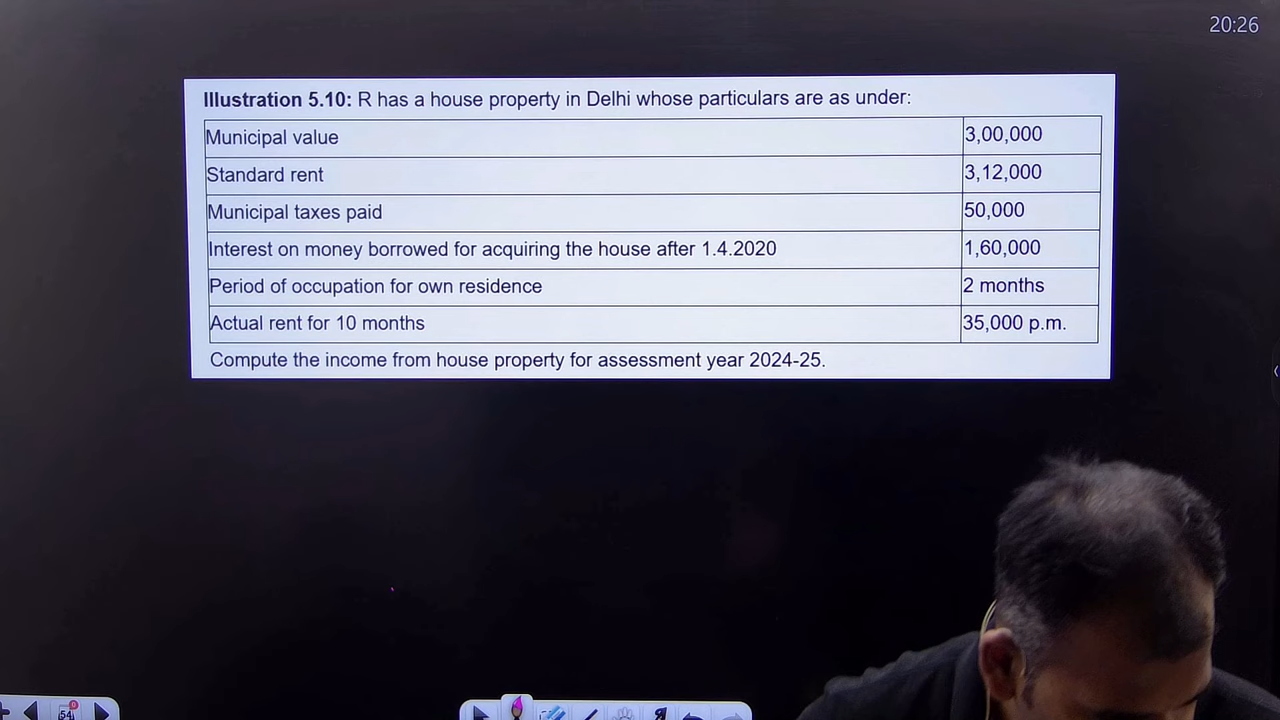 20:26
Illustration 5.10: R has a house property in Delhi whose particulars are as under:
Municipal value 3,00,000
Standard rent 3,12,000
Municipal taxes paid 50,000
Interest on money borrowed for acquiring the house after 1.4.2020 1,60,000
Period of occupation for own residence 2 months
Actual rent for 10 months 35,000 p.m.
Compute the income from house property for assessment year 2024-25.
54